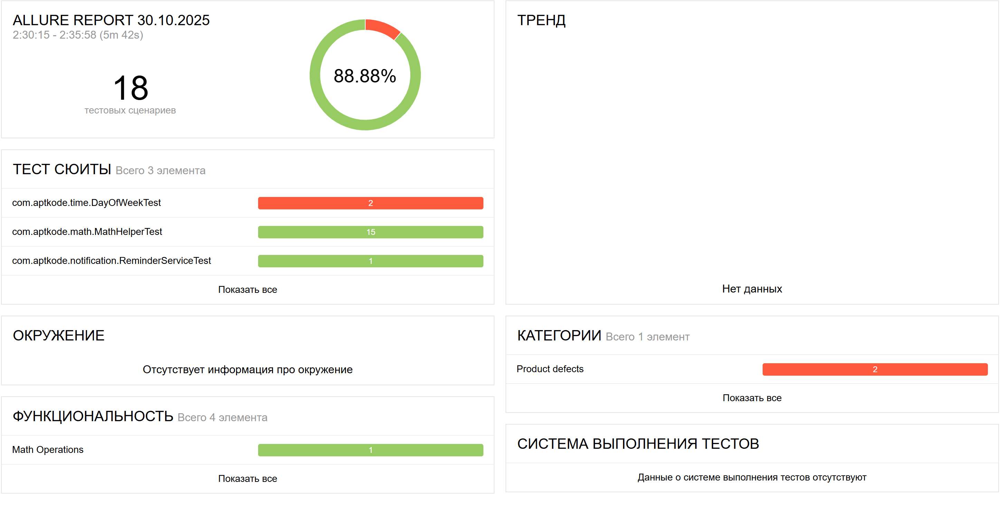 ALLURE REPORT 30.10.2025
2:30:15 - 2:35:58 (5m 42s)
18
тестовых сценариев
88.88%
ТРЕНД
Нет данных
ТЕСТ СЮИТЫ Всего 3 элемента
com.aptkode.time.DayOfWeekTest 2
com.aptkode.math.MathHelperTest 15
com.aptkode.notification.ReminderServiceTest 1
Показать все
ОКРУЖЕНИЕ
Отсутствует информация про окружение
КАТЕГОРИИ Всего 1 элемент
Product defects 2
Показать все
ФУНКЦИОНАЛЬНОСТЬ Всего 4 элемента
Math Operations 1
Показать все
СИСТЕМА ВЫПОЛНЕНИЯ ТЕСТОВ
Данные о системе выполнения тестов отсутствуют